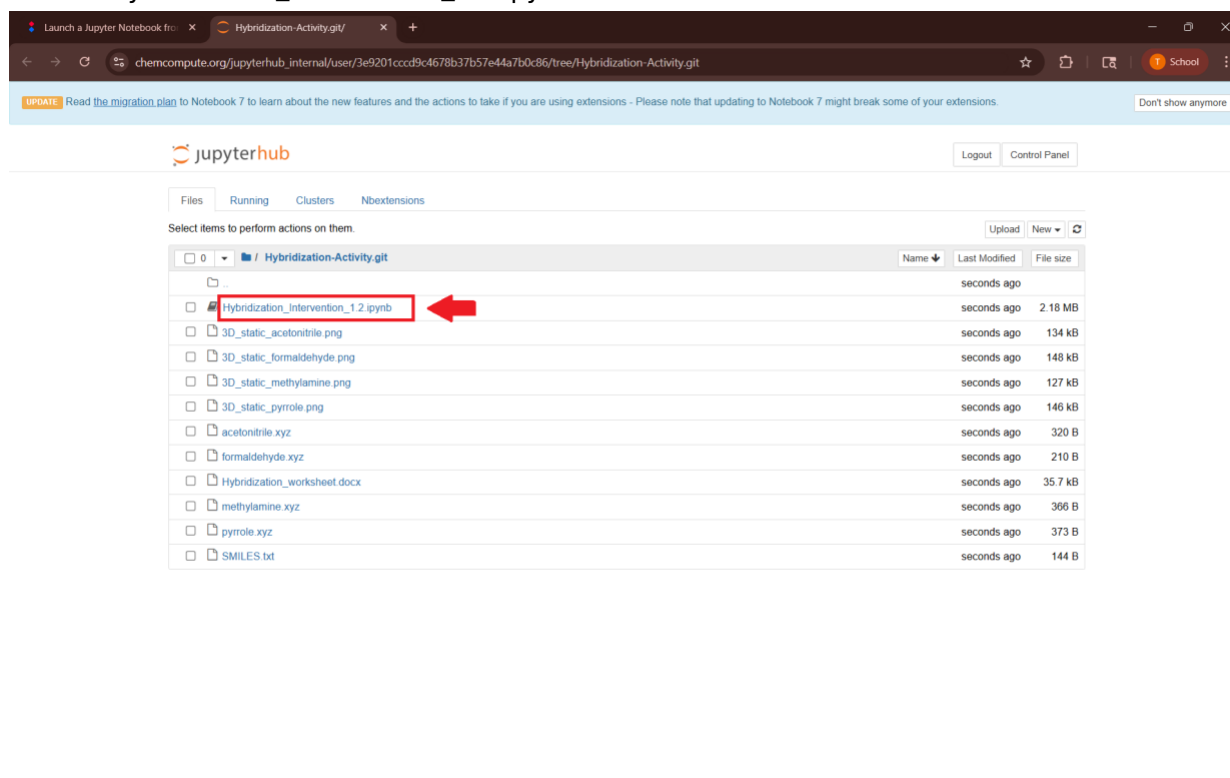 Launch a Jupyter Notebook fro
Hybridization-Activity.git/
chemcompute.org/jupyterhub_internal/user/3e9201cccd9c4678b37b57e44a7b0c86/tree/Hybridization-Activity.git
T School
UPDATE Read the migration plan to Notebook 7 to learn about the new features and the actions to take if you are using extensions - Please note that updating to Notebook 7 might break some of your extensions. Don't show anymore
jupyterhub Logout Control Panel
Files Running Clusters Nbextensions
Select items to perform actions on them. Upload New
0 / Hybridization-Activity.git Name Last Modified File size
.. seconds ago
Hybridization_Intervention_1.2.ipynb seconds ago 2.18 MB
3D_static_acetonitrile.png seconds ago 134 kB
3D_static_formaldehyde.png seconds ago 148 kB
3D_static_methylamine.png seconds ago 127 kB
3D_static_pyrrole.png seconds ago 146 kB
acetonitrile.xyz seconds ago 320 B
formaldehyde.xyz seconds ago 210 B
Hybridization_worksheet.docx seconds ago 35.7 kB
methylamine.xyz seconds ago 366 B
pyrrole.xyz seconds ago 373 B
SMILES.txt seconds ago 144 B